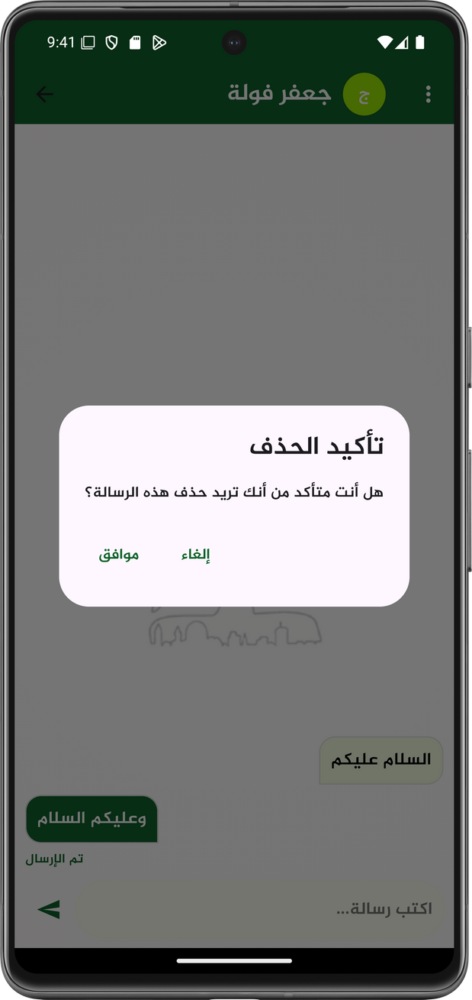 9:41
جعفر فولة
ج
تأكيد الحذف
هل أنت متأكد من أنك تريد حذف هذه الرسالة؟
إلغاء
موافق
السلام عليكم
وعليكم السلام
تم الإرسال
اكتب رسالة...